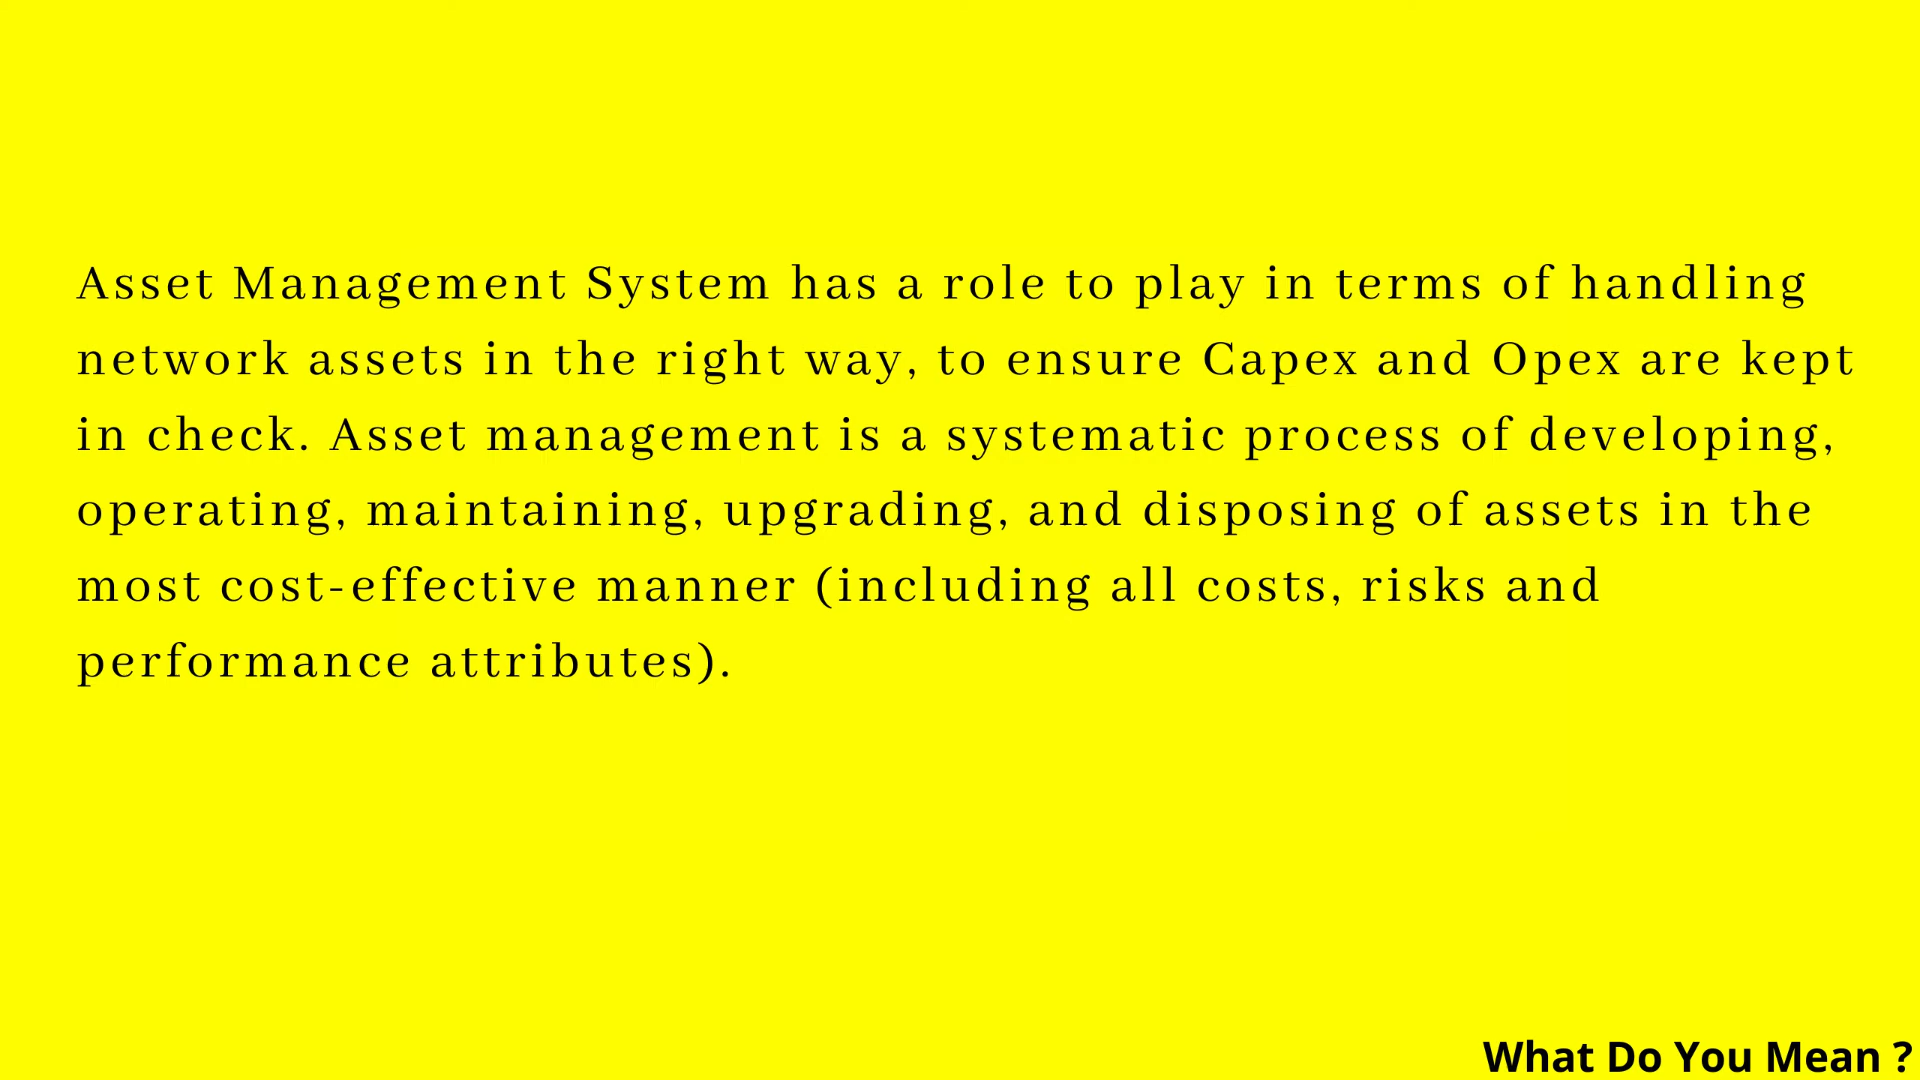 Asset Management System has a role to play in terms of handling
network assets in the right way, to ensure Capex and Opex are kept
in check. Asset management is a systematic process of developing,
operating, maintaining, upgrading, and disposing of assets in the
most cost-effective manner (including all costs, risks and
performance attributes).
What Do You Mean ?